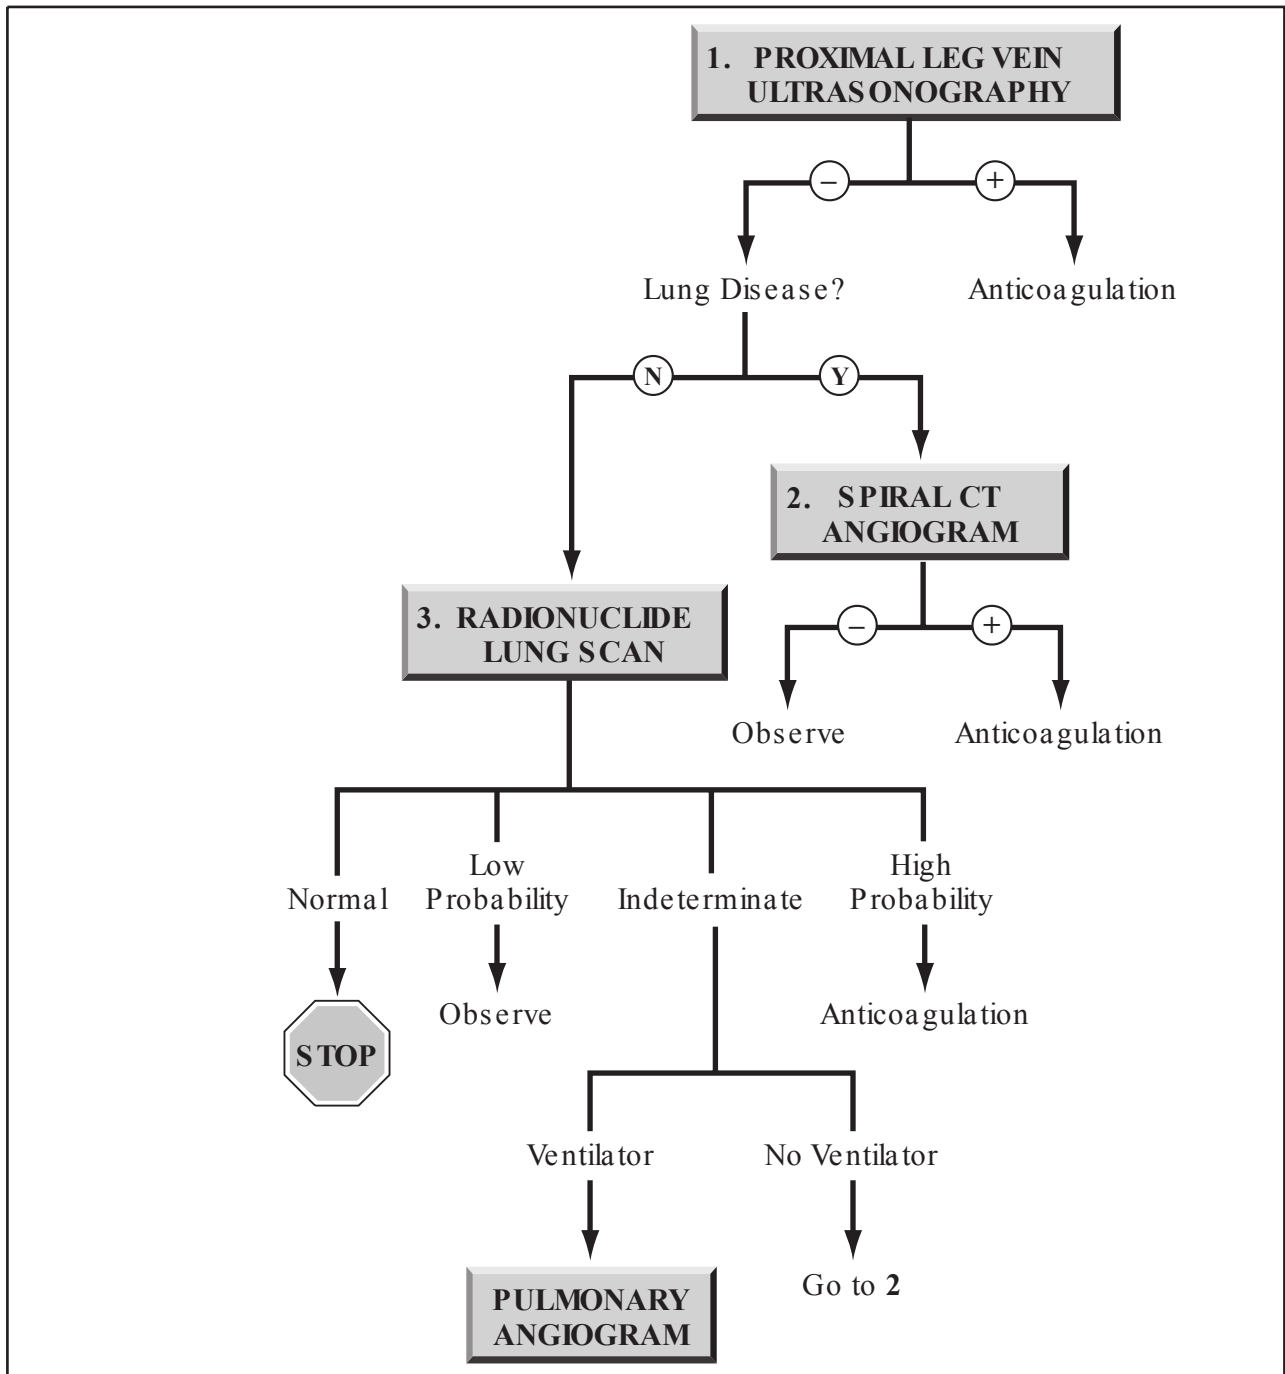 1. PROXIMAL LEG VEIN
ULTRASONOGRAPHY
–
+
Lung Disease?
Anticoagulation
N
Y
2. SPIRAL CT
ANGIOGRAM
3. RADIONUCLIDE
LUNG SCAN
–
+
Observe
Anticoagulation
Normal
Low
Probability
Indeterminate
High
Probability
STOP
Observe
Anticoagulation
Ventilator
No Ventilator
PULMONARY
ANGIOGRAM
Go to 2